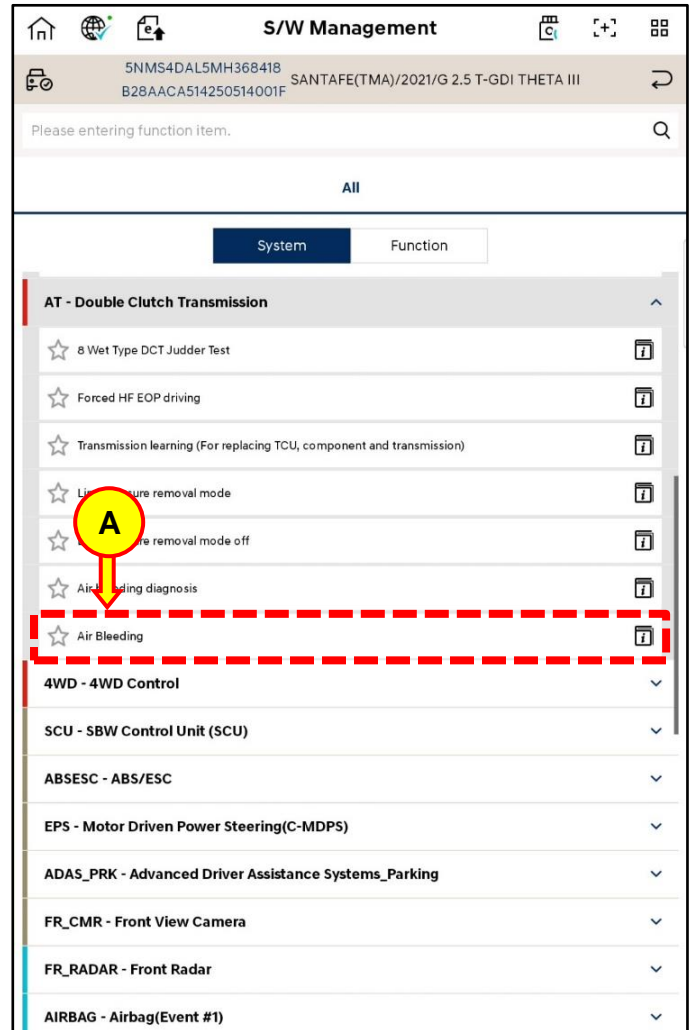 S/W Management
5NMS4DAL5MH368418
B28AACA514250514001F
SANTAFE(TMA)/2021/G 2.5 T-GDI THETA III
Please entering function item.
All
System Function
AT - Double Clutch Transmission
8 Wet Type DCT Judder Test
Forced HF EOP driving
Transmission learning (For replacing TCU, component and transmission)
removal mode
A
removal mode off
Air diagnosis
Air Bleeding
4WD - 4WD Control
SCU - SBW Control Unit (SCU)
ABSESC - ABS/ESC
EPS - Motor Driven Power Steering(C-MDPS)
ADAS_PRK - Advanced Driver Assistance Systems_Parking
FR_CMR - Front View Camera
FR_RADAR - Front Radar
AIRBAG - Airbag(Event #1)